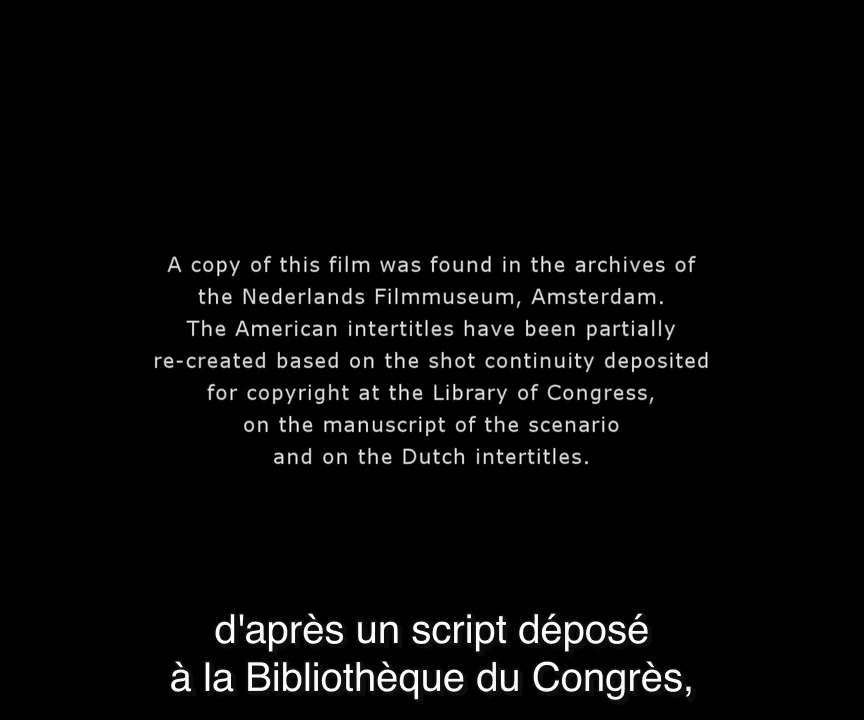 A copy of this film was found in the archives of
the Nederlands Filmmuseum, Amsterdam.
The American intertitles have been partially
re-created based on the shot continuity deposited
for copyright at the Library of Congress,
on the manuscript of the scenario
and on the Dutch intertitles.
d'après un script déposé
à la Bibliothèque du Congrès,